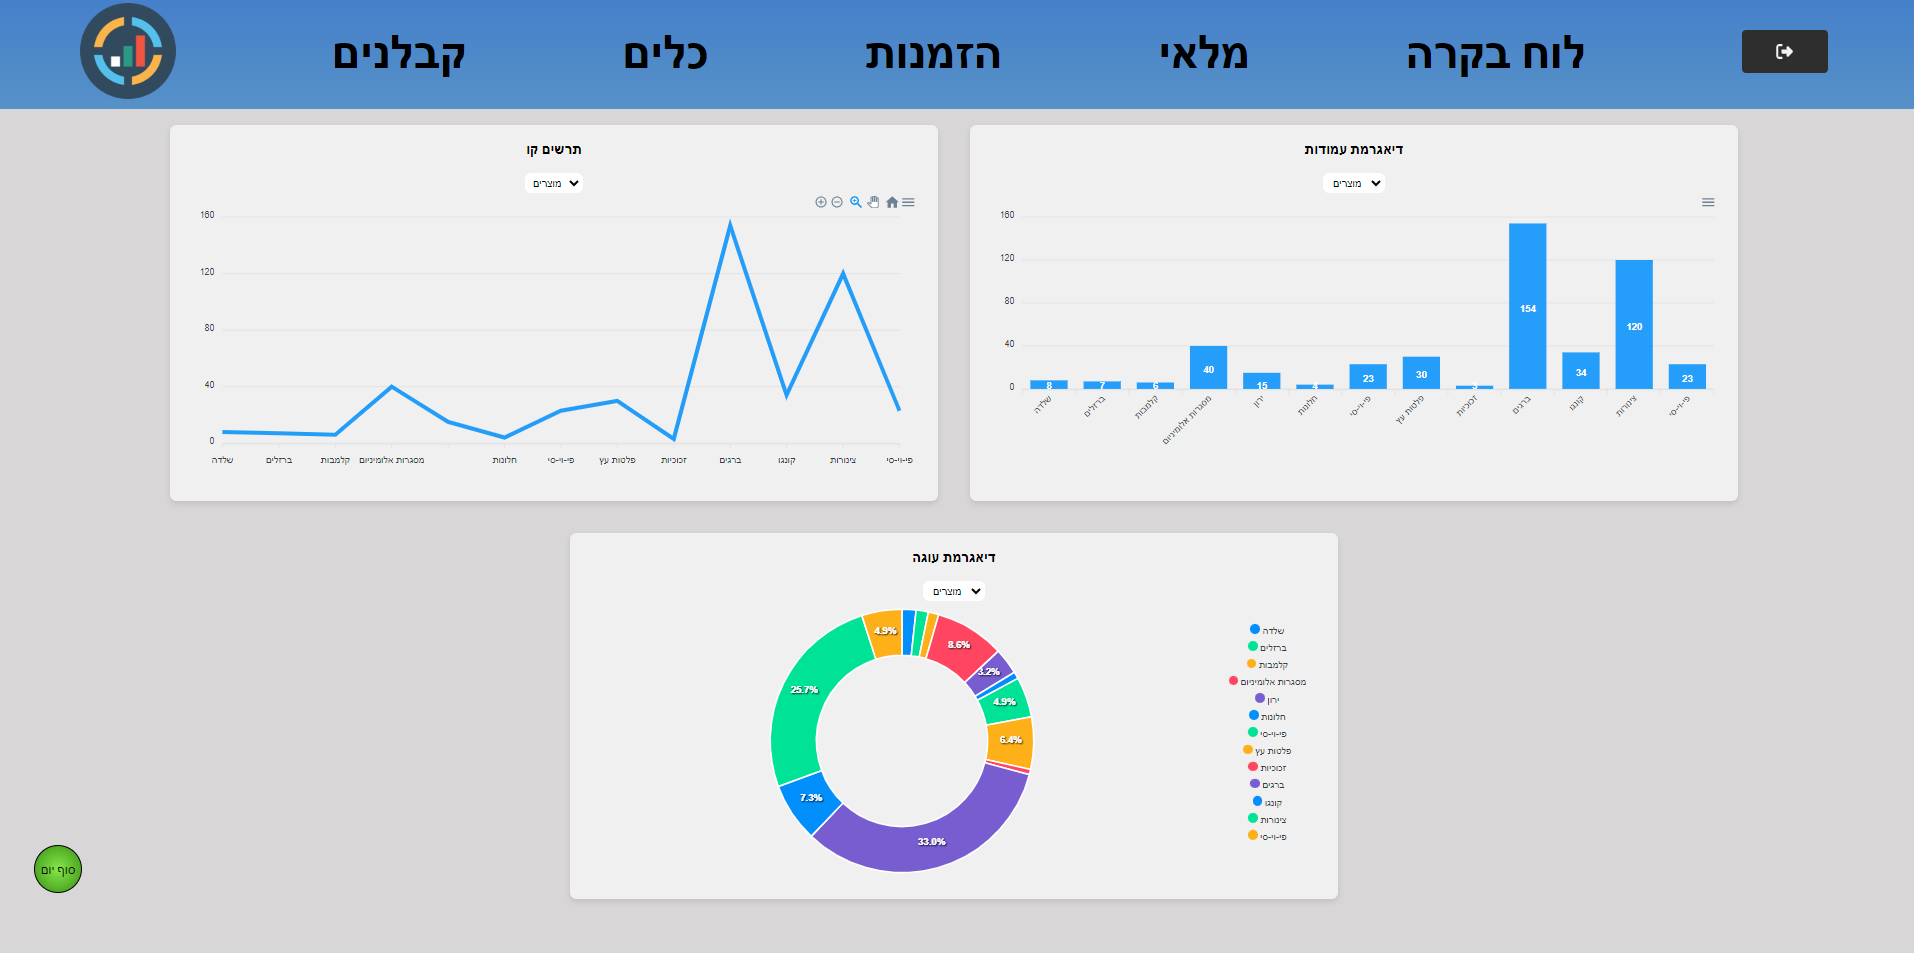 לוח בקרה
מלאי
הזמנות
כלים
קבלנים
דיאגרמת עמודות
מוצרים
160
120
80
40
0
8
7
6
40
15
4
23
30
3
154
34
120
23
שלדה
ברזלים
קלמבות
מסגרות אלומיניום
ירון
חלונות
פי-וי-סי
פלטות עץ
זכוכיות
ברגים
קונגו
צינורות
פי-וי-סי
תרשים קו
מוצרים
160
120
80
40
0
שלדה
ברזלים
קלמבות
מסגרות אלומיניום
חלונות
פי-וי-סי
פלטות עץ
זכוכיות
ברגים
קונגו
צינורות
פי-וי-סי
דיאגרמת עוגה
מוצרים
8.6%
3.2%
4.9%
6.4%
33.0%
7.3%
25.7%
4.9%
שלדה
ברזלים
קלמבות
מסגרות אלומיניום
ירון
חלונות
פי-וי-סי
פלטות עץ
זכוכיות
ברגים
קונגו
צינורות
פי-וי-סי
סוף יום